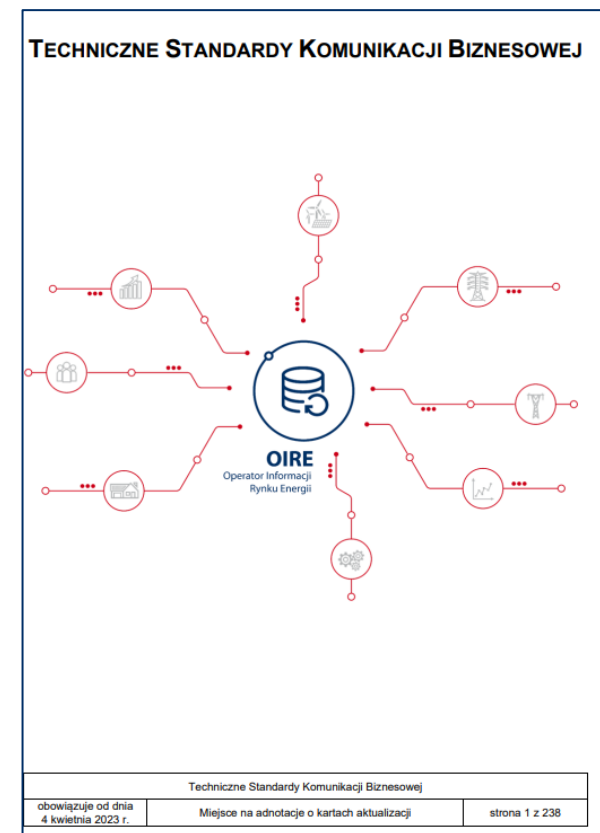 TECHNICZNE STANDARDY KOMUNIKACJI BIZNESOWEJ
OIRE
Operator Informacji
Rynku Energii
Techniczne Standardy Komunikacji Biznesowej
obowiązuje od dnia
4 kwietnia 2023 r.
Miejsce na adnotacje o kartach aktualizacji
strona 1 z 238